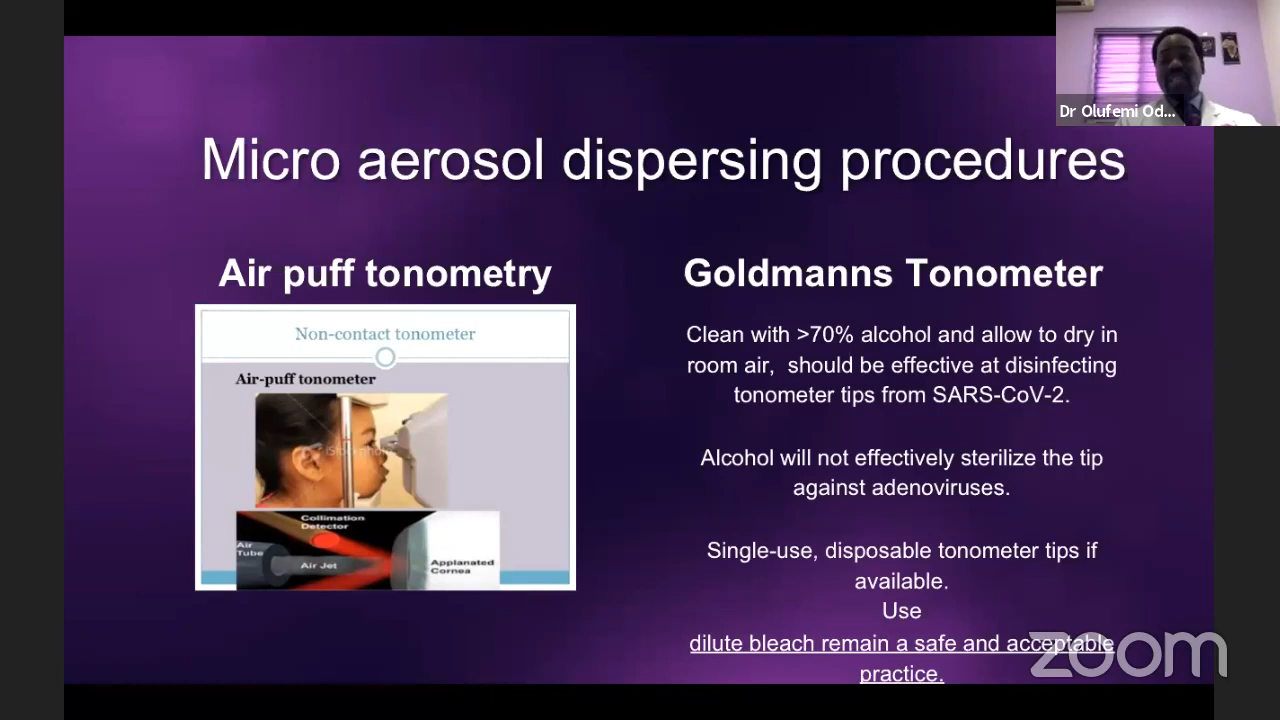 Dr Olufemi Od...
Micro aerosol dispersing procedures
Air puff tonometry
Non-contact tonometer
Air-puff tonometer
Collimation
Detector
Air
Tube
Air Jet
Applanated
Cornea
Goldmanns Tonometer
Clean with >70% alcohol and allow to dry in
room air,  should be effective at disinfecting
tonometer tips from SARS-CoV-2.
Alcohol will not effectively sterilize the tip
against adenoviruses.
Single-use, disposable tonometer tips if
available.
Use
dilute bleach remain a safe and acceptable
practice.
zoom